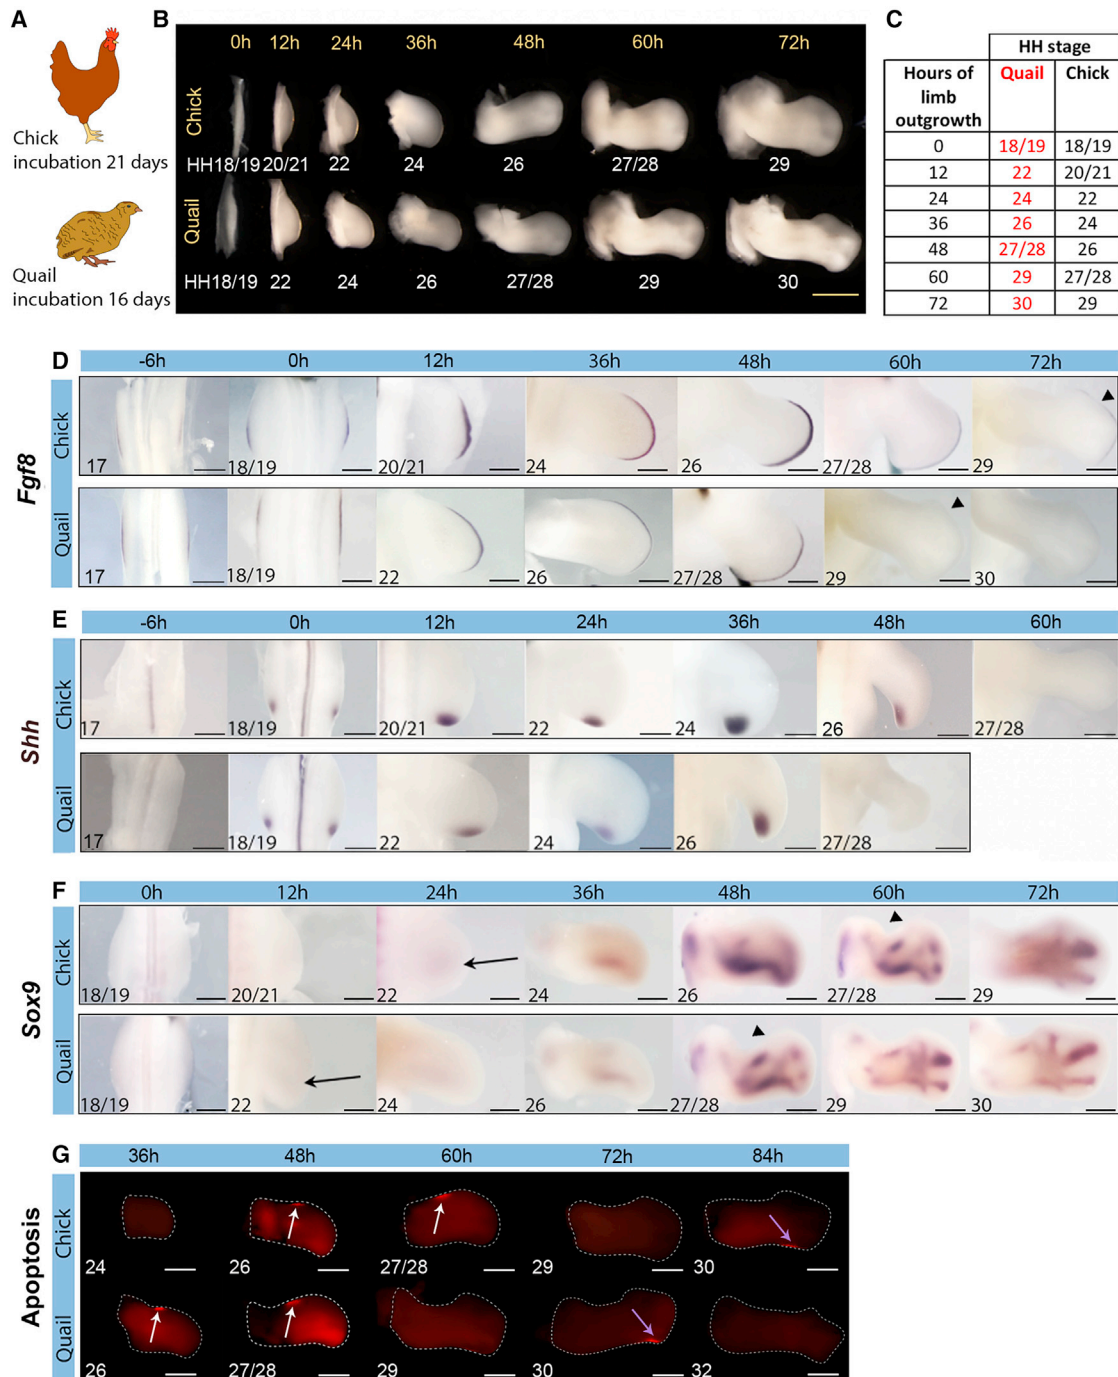 A
Chick
incubation 21 days
Quail
incubation 16 days
B
0h 12h 24h 36h 48h 60h 72h
Chick
HH18/19 20/21 22 24 26 27/28 29
Quail
HH18/19 22 24 26 27/28 29 30
C
HH stage
Hours of limb outgrowth Quail Chick
0 18/19 18/19
12 22 20/21
24 24 22
36 26 24
48 27/28 26
60 29 27/28
72 30 29
D
-6h 0h 12h 36h 48h 60h 72h
Fgf8
Chick
17 18/19 20/21 24 26 27/28 29
Quail
17 18/19 22 26 27/28 29 30
E
-6h 0h 12h 24h 36h 48h 60h
Shh
Chick
17 18/19 20/21 22 24 26 27/28
Quail
17 18/19 22 24 26 27/28
F
0h 12h 24h 36h 48h 60h 72h
Sox9
Chick
18/19 20/21 22 24 26 27/28 29
Quail
18/19 22 24 26 27/28 29 30
G
36h 48h 60h 72h 84h
Apoptosis
Chick
24 26 27/28 29 30
Quail
26 27/28 29 30 32